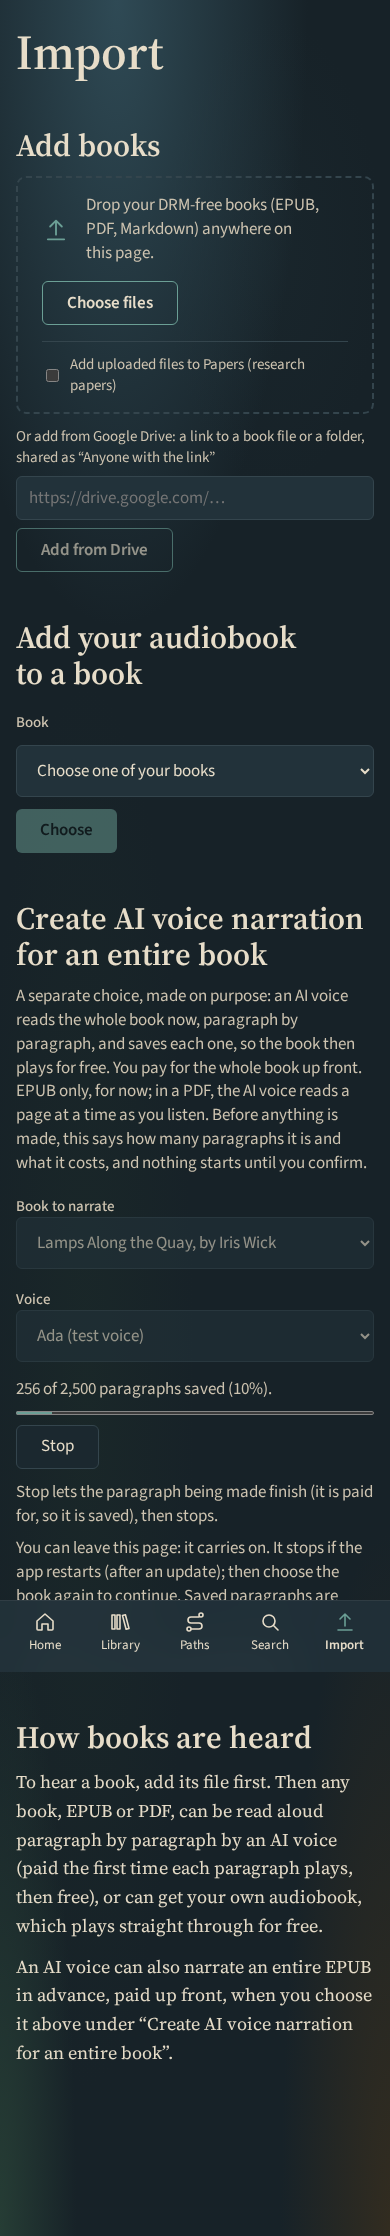 Import
Add books
Drop your DRM-free books (EPUB,
PDF, Markdown) anywhere on
this page.
Choose files
Add uploaded files to Papers (research
papers)
Or add from Google Drive: a link to a book file or a folder,
shared as “Anyone with the link”
https://drive.google.com/…
Add from Drive
Add your audiobook
to a book
Book
Choose one of your books
Choose
Create AI voice narration
for an entire book
A separate choice, made on purpose: an AI voice
reads the whole book now, paragraph by
paragraph, and saves each one, so the book then
plays for free. You pay for the whole book up front.
EPUB only, for now; in a PDF, the AI voice reads a
page at a time as you listen. Before anything is
made, this says how many paragraphs it is and
what it costs, and nothing starts until you confirm.
Book to narrate
Lamps Along the Quay, by Iris Wick
Voice
Ada (test voice)
256 of 2,500 paragraphs saved (10%).
Stop
Stop lets the paragraph being made finish (it is paid
for, so it is saved), then stops.
You can leave this page: it carries on. It stops if the
app restarts (after an update); then choose the
book again to continue. Saved paragraphs are
Home
Library
Paths
Search
Import
How books are heard
To hear a book, add its file first. Then any
book, EPUB or PDF, can be read aloud
paragraph by paragraph by an AI voice
(paid the first time each paragraph plays,
then free), or can get your own audiobook,
which plays straight through for free.
An AI voice can also narrate an entire EPUB
in advance, paid up front, when you choose
it above under “Create AI voice narration
for an entire book”.